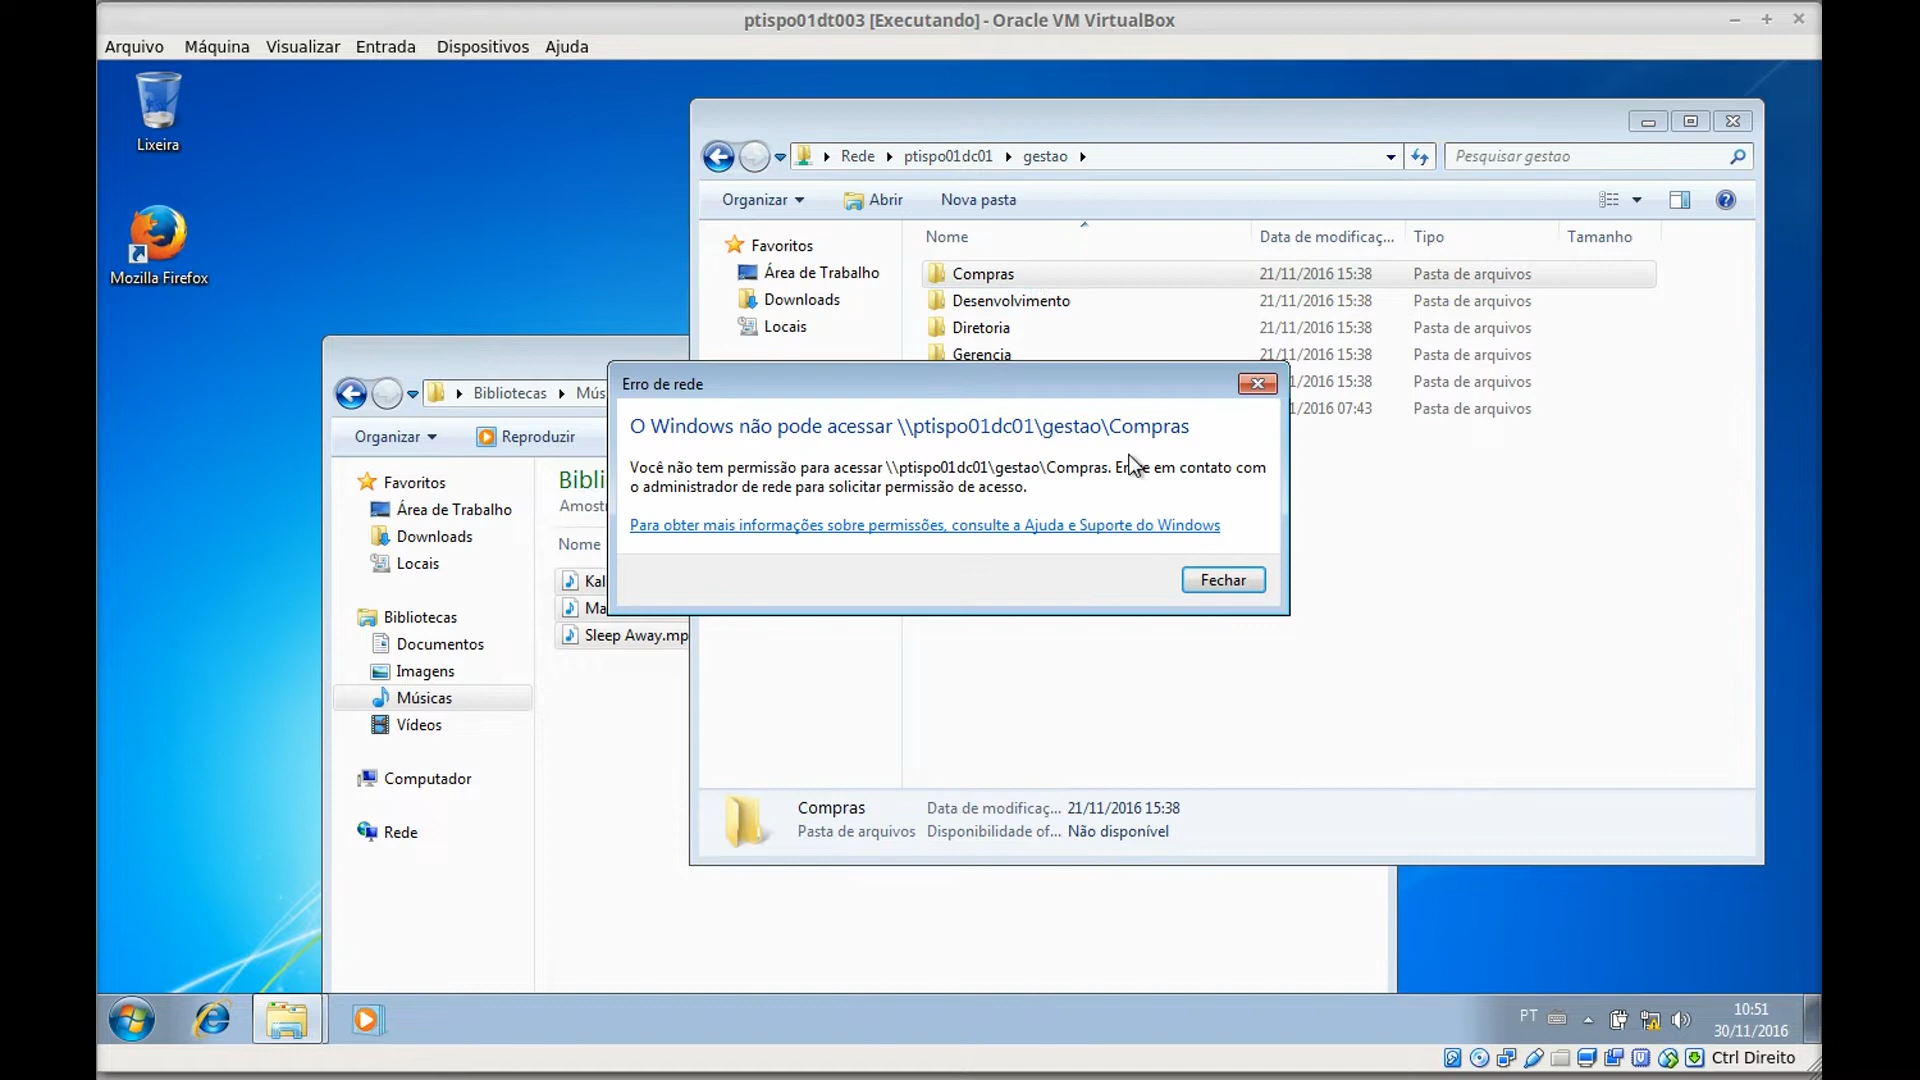 ptispo01dt003 [Executando] - Oracle VM VirtualBox
Arquivo Máquina Visualizar Entrada Dispositivos Ajuda
Lixeira
Mozilla Firefox
Rede ptispo01dc01 gestao
Pesquisar gestao
Organizar Abrir Nova pasta
Nome Data de modificaç... Tipo Tamanho
Favoritos
Área de Trabalho
Downloads
Locais
Compras 21/11/2016 15:38 Pasta de arquivos
Desenvolvimento 21/11/2016 15:38 Pasta de arquivos
Diretoria 21/11/2016 15:38 Pasta de arquivos
Gerencia 21/11/2016 15:38 Pasta de arquivos
/2016 15:38 Pasta de arquivos
/2016 07:43 Pasta de arquivos
Erro de rede
O Windows não pode acessar \\ptispo01dc01\gestao\Compras
Você não tem permissão para acessar \\ptispo01dc01\gestao\Compras. em contato com
o administrador de rede para solicitar permissão de acesso.
Para obter mais informações sobre permissões, consulte a Ajuda e Suporte do Windows
Fechar
Bibliotecas Mús
Organizar Reproduzir
Favoritos
Área de Trabalho
Downloads
Locais
Bibliotecas
Documentos
Imagens
Músicas
Vídeos
Computador
Rede
Bibli
Amost
Nome
Kal
Ma
Sleep Away.mp
Compras Data de modificaç... 21/11/2016 15:38
Pasta de arquivos Disponibilidade of... Não disponível
PT
10:51
30/11/2016
Ctrl Direito